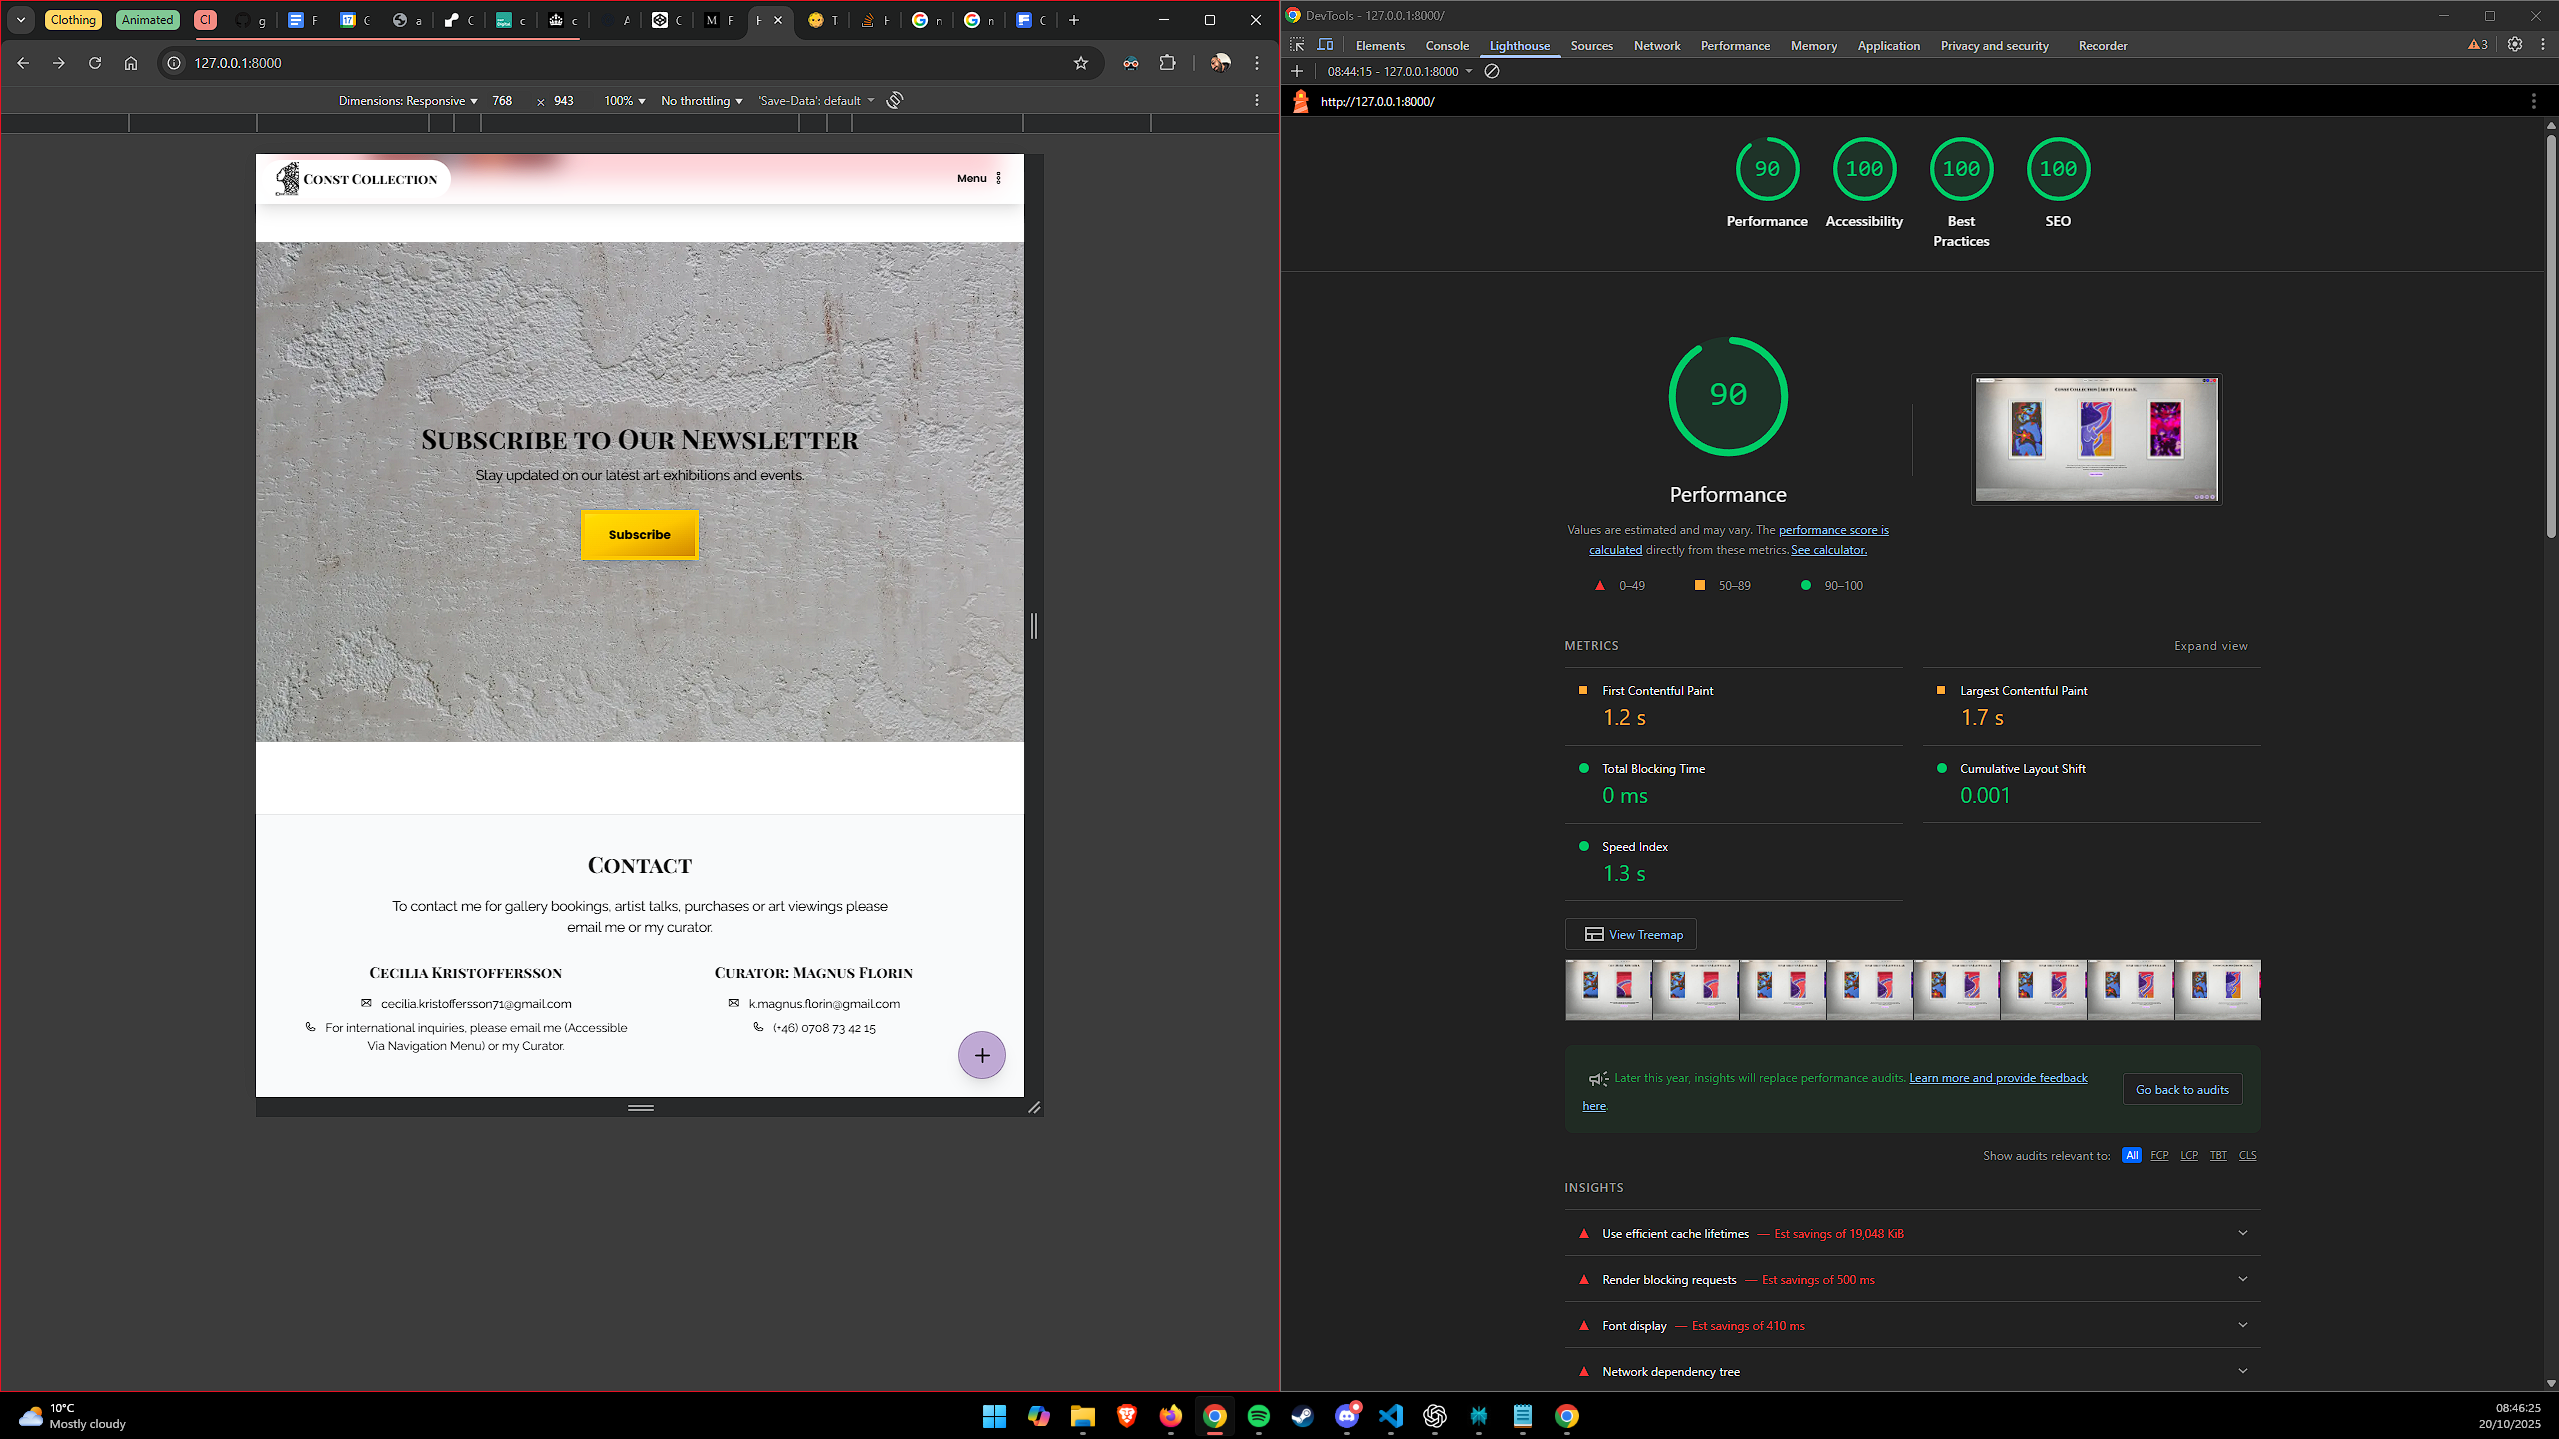 Clothing
Animated
CI
127.0.0.1:8000
Dimensions: Responsive
768
×
943
100%
No throttling
'Save-Data': default
Const Collection
Menu
Subscribe to Our Newsletter
Stay updated on our latest art exhibitions and events.
Subscribe
Contact
To contact me for gallery bookings, artist talks, purchases or art viewings please
email me or my curator.
Cecilia Kristoffersson
cecilia.kristoffersson71@gmail.com
For international inquiries, please email me (Accessible
Via Navigation Menu) or my Curator.
Curator: Magnus Florin
k.magnus.florin@gmail.com
(+46) 0708 73 42 15
DevTools - 127.0.0.1:8000/
Elements
Console
Lighthouse
Sources
Network
Performance
Memory
Application
Privacy and security
Recorder
3
08:44:15 - 127.0.0.1:8000
http://127.0.0.1:8000/
90
Performance
100
Accessibility
100
Best
Practices
100
SEO
90
Performance
Values are estimated and may vary. The performance score is
calculated directly from these metrics. See calculator.
0–49
50–89
90–100
METRICS
Expand view
First Contentful Paint
1.2 s
Largest Contentful Paint
1.7 s
Total Blocking Time
0 ms
Cumulative Layout Shift
0.001
Speed Index
1.3 s
View Treemap
Later this year, insights will replace performance audits. Learn more and provide feedback
here.
Go back to audits
Show audits relevant to:
All
FCP
LCP
TBT
CLS
INSIGHTS
Use efficient cache lifetimes — Est savings of 19,048 KiB
Render blocking requests — Est savings of 500 ms
Font display — Est savings of 410 ms
Network dependency tree
10°C
Mostly cloudy
08:46:25
20/10/2025